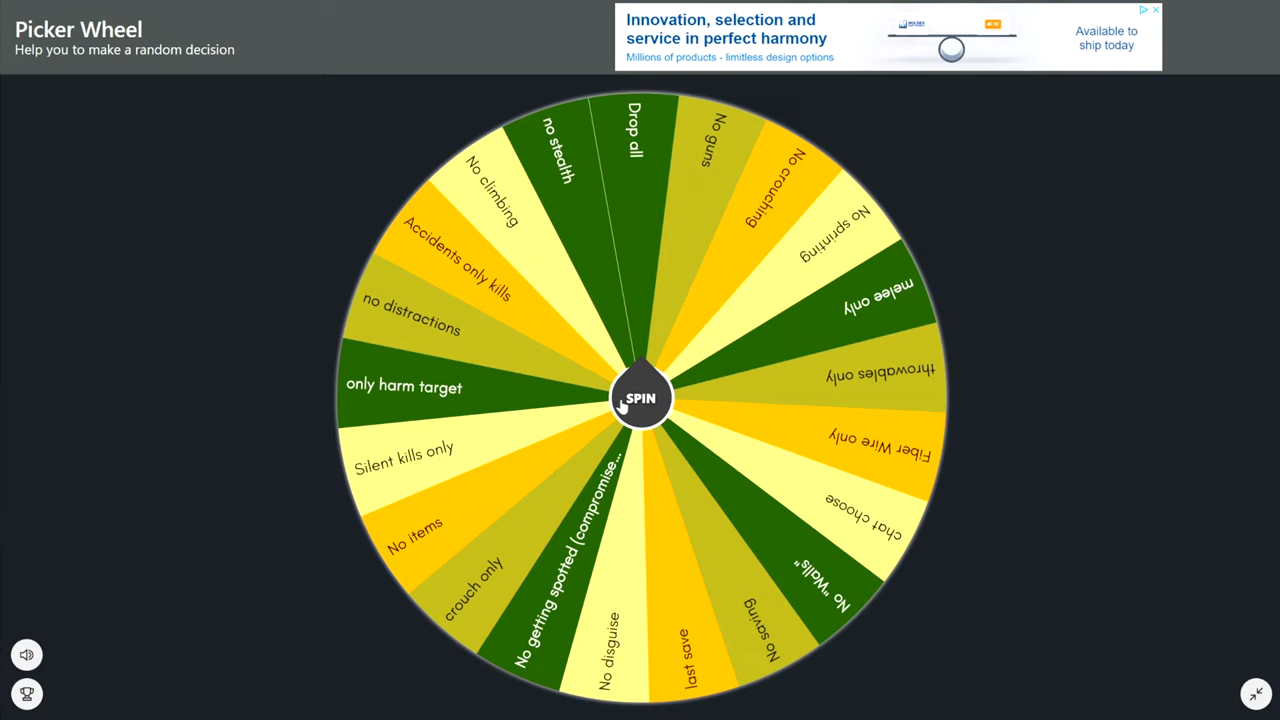 Picker Wheel
Help you to make a random decision
Innovation, selection and
service in perfect harmony
Millions of products - limitless design options
Available to
ship today
Drop all
No guns
No crouching
No sprinting
melee only
throwables only
Fiber Wire only
chat choose
No "Walls"
No saving
last save
No disguise
No getting spotted (compromise...
crouch only
No items
Silent kills only
only harm target
no distractions
Accidents only kills
No climbing
no stealth
SPIN